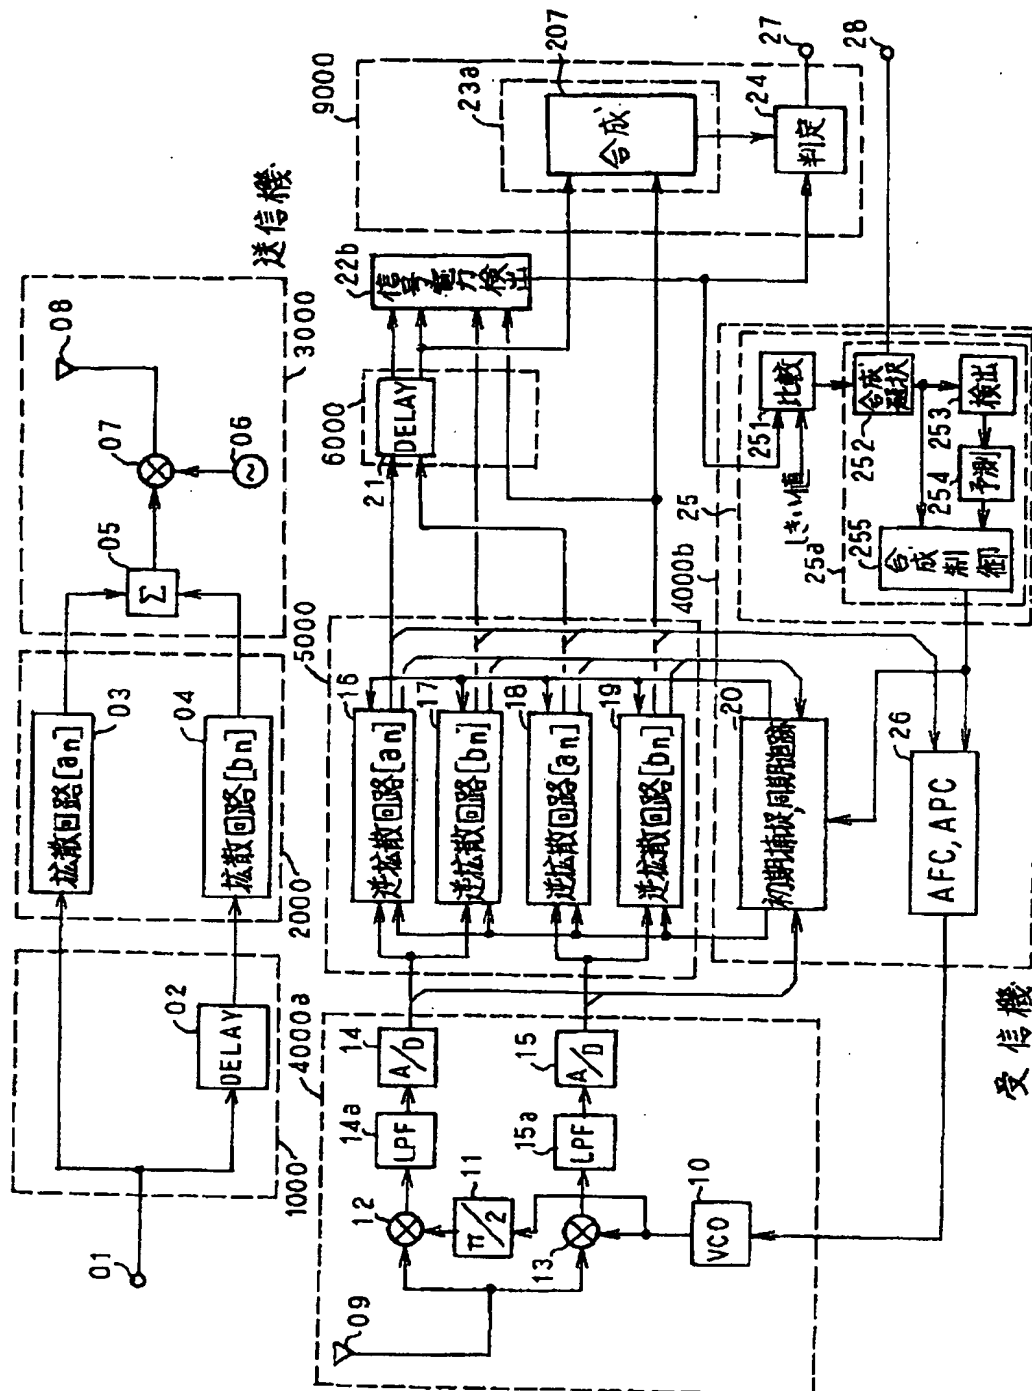 01
1000
02
DELAY
2000
03
拡散回路[an]
04
拡散回路[bn]
05
Σ
06
~
07
08
3000
送信機
09
4000a
10
VCO
11
π/2
12
13
14a
LPF
14
A/D
15a
LPF
15
A/D
5000
16
逆拡散回路[an]
17
逆拡散回路[bn]
18
逆拡散回路[an]
19
逆拡散回路[bn]
20
初期捕捉,同期追跡
4000b
26
AFC,APC
6000
21
DELAY
22b
信号電力検出
9000
23a
207
合成
24
判定
27
28
25
251
比較
しきい値
25a
252
合成選択
253
検出
254
予測
255
合成制御
受信機